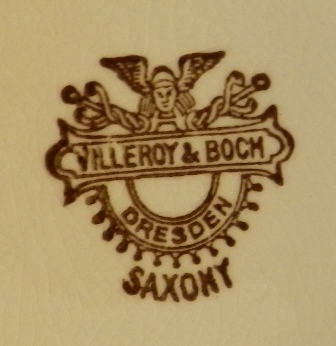 VILLEROY & BOCH
DRESDEN
SAXONY